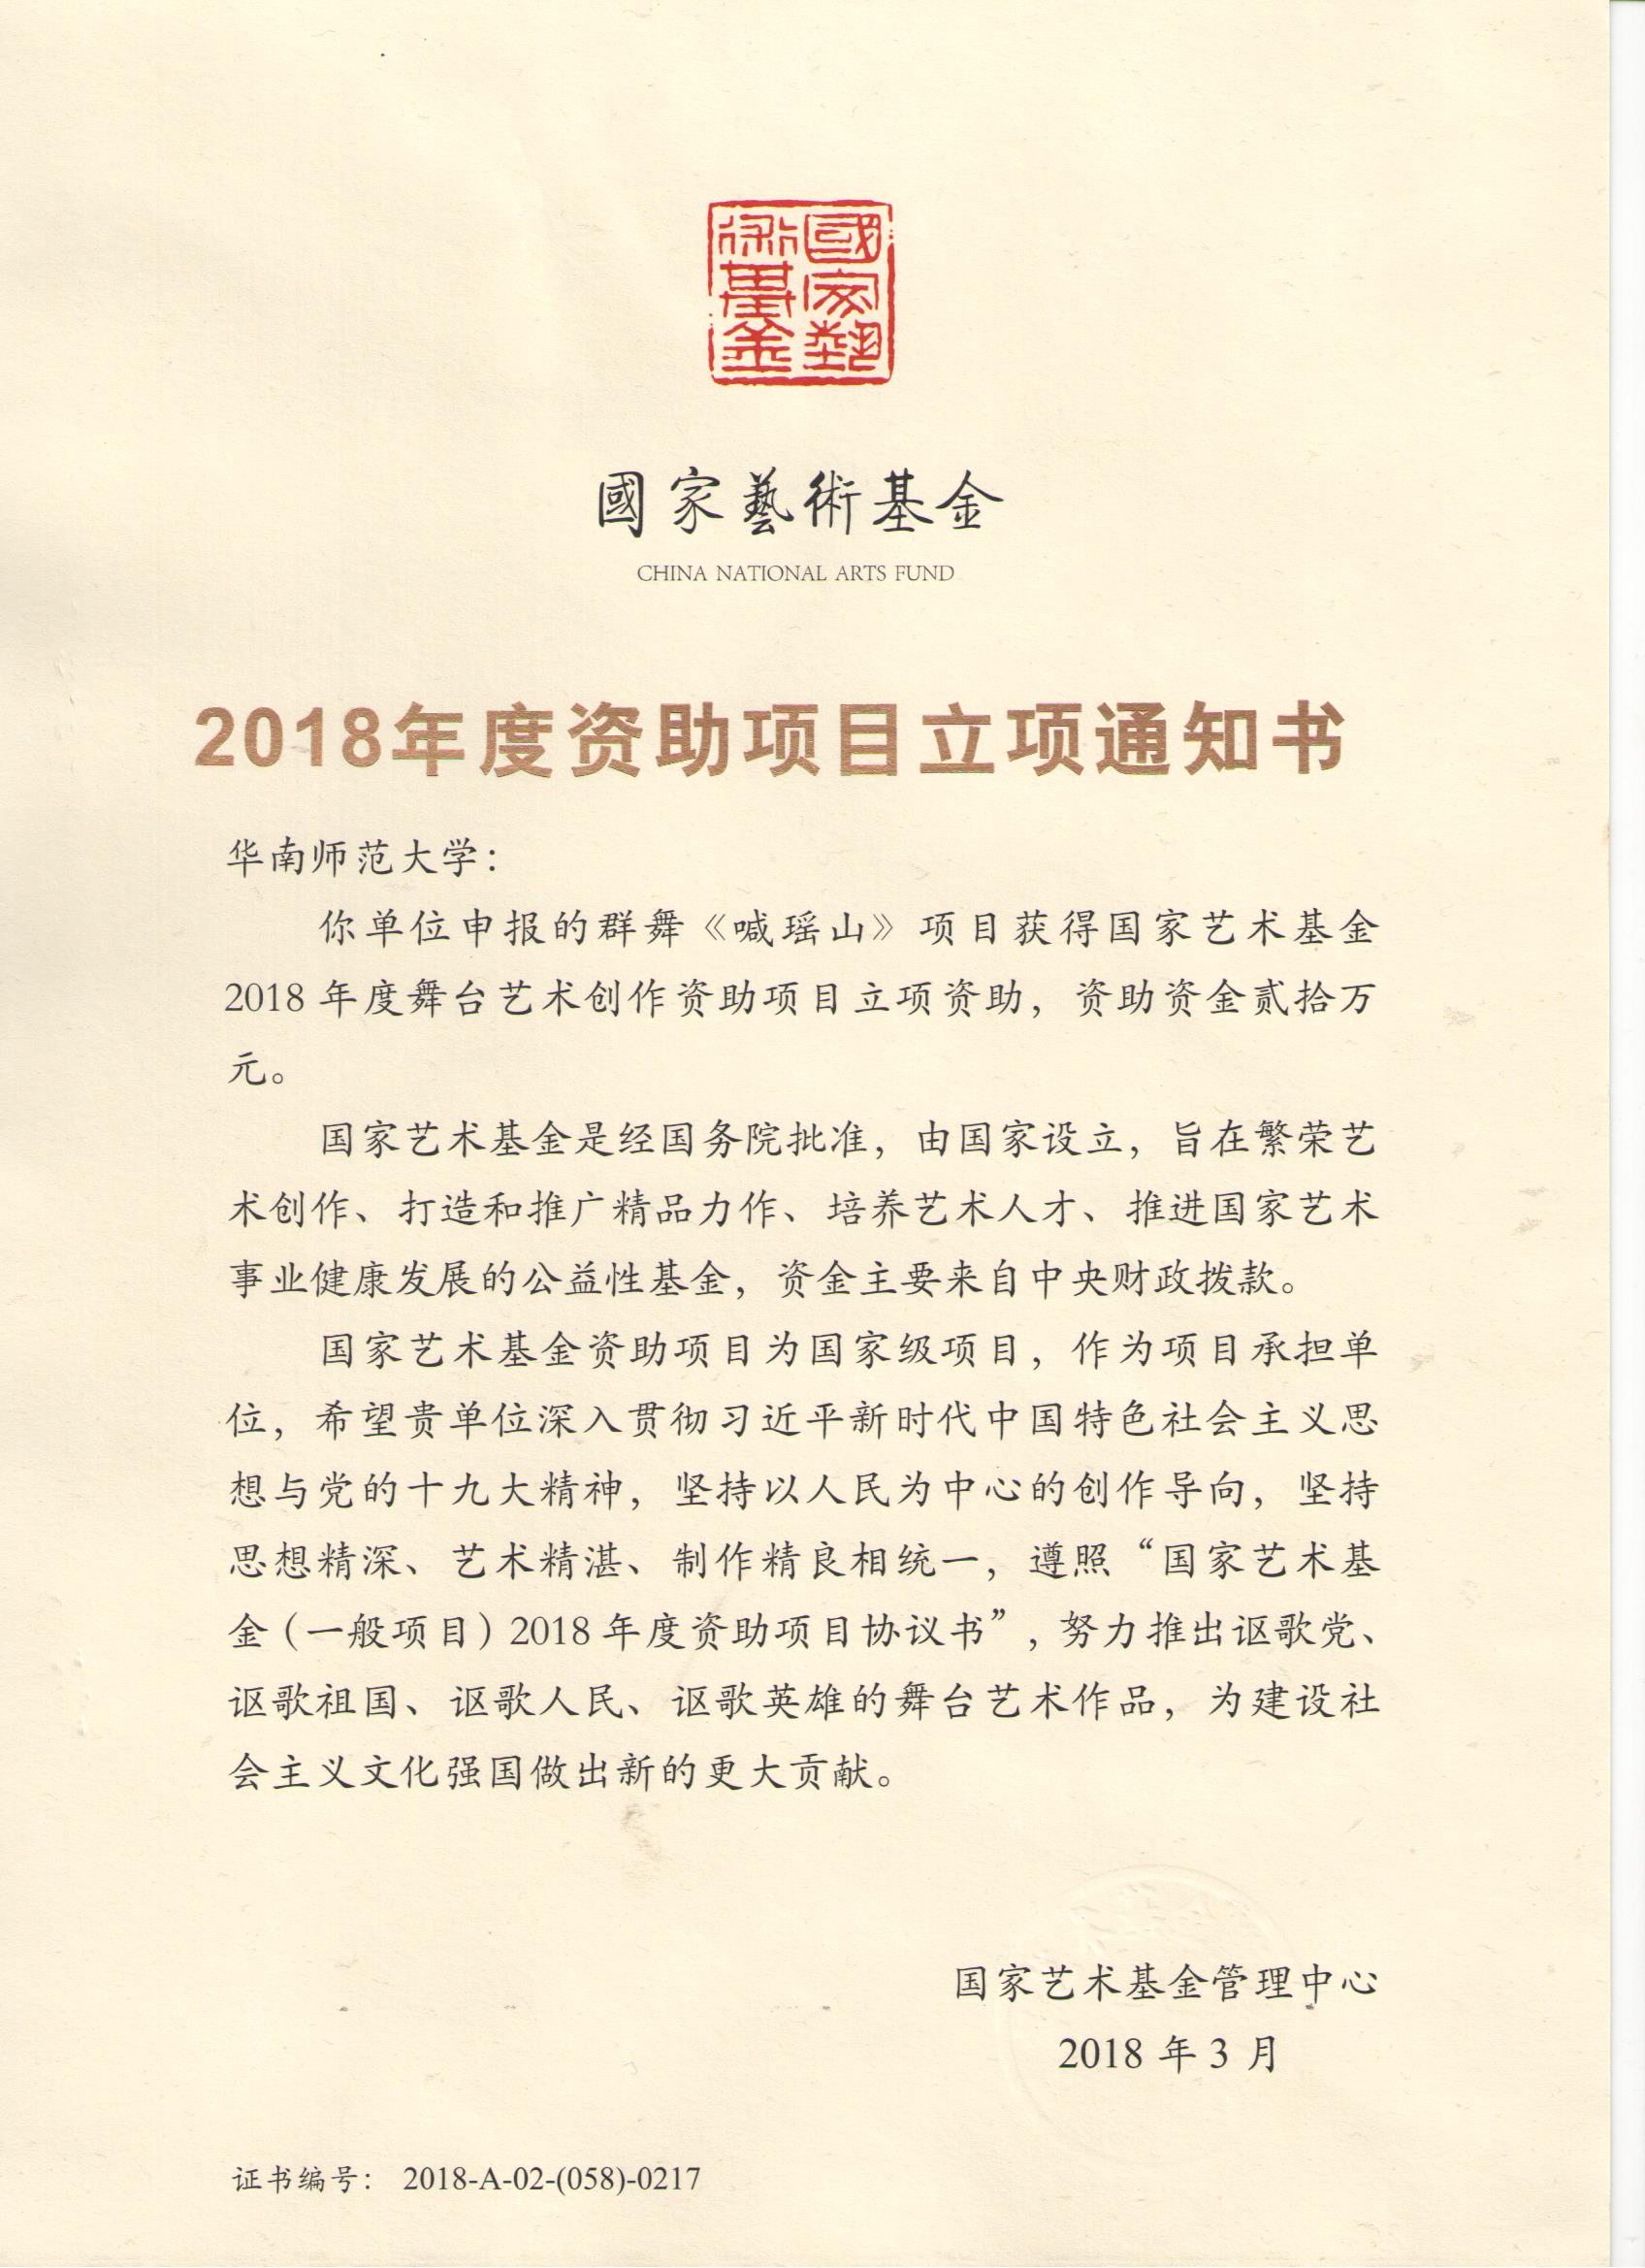 國家藝術基金
國家藝術基金
CHINA NATIONAL ARTS FUND
2018年度资助项目立项通知书
华南师范大学：
你单位申报的群舞《喊瑶山》项目获得国家艺术基金
2018 年度舞台艺术创作资助项目立项资助，资助资金贰拾万
元。
国家艺术基金是经国务院批准，由国家设立，旨在繁荣艺
术创作、打造和推广精品力作、培养艺术人才、推进国家艺术
事业健康发展的公益性基金，资金主要来自中央财政拨款。
国家艺术基金资助项目为国家级项目，作为项目承担单
位，希望贵单位深入贯彻习近平新时代中国特色社会主义思
想与党的十九大精神，坚持以人民为中心的创作导向，坚持
思想精深、艺术精湛、制作精良相统一，遵照“国家艺术基
金（一般项目）2018 年度资助项目协议书”，努力推出讴歌党、
讴歌祖国、讴歌人民、讴歌英雄的舞台艺术作品，为建设社
会主义文化强国做出新的更大贡献。
国家艺术基金管理中心
2018 年 3 月
证书编号： 2018-A-02-(058)-0217